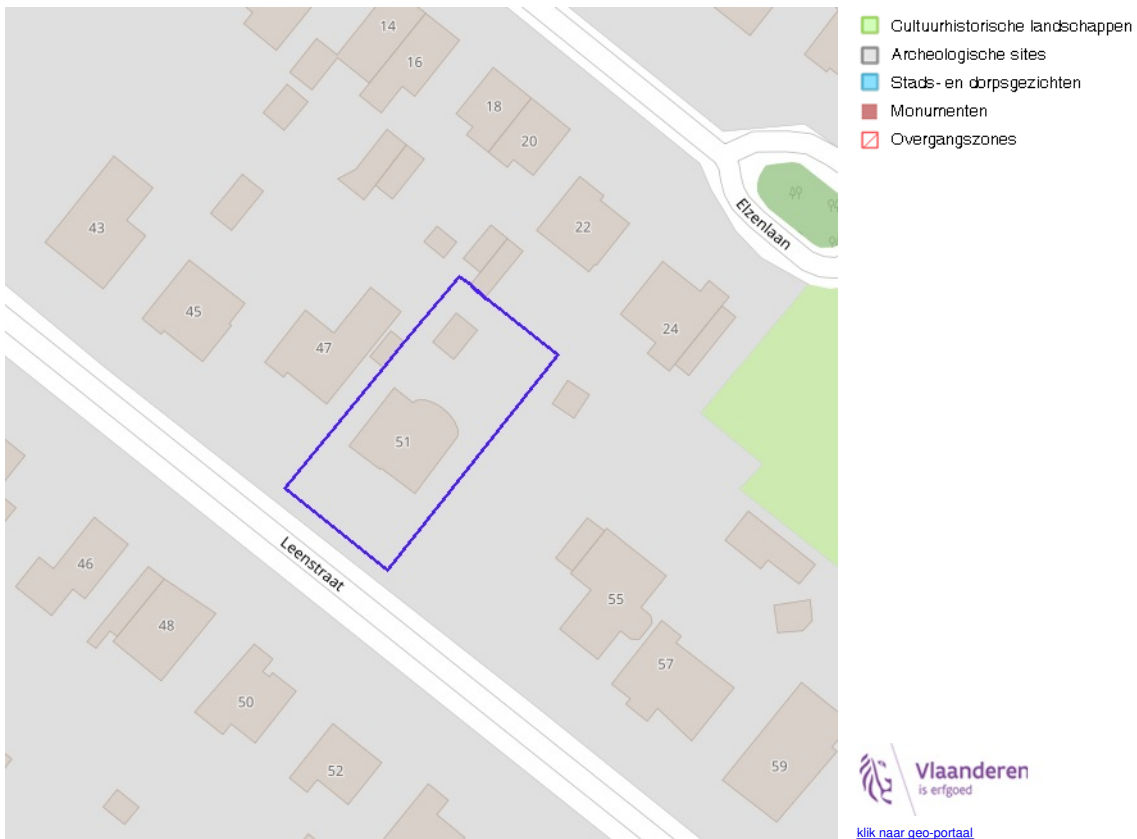 14
16
18
20
22
Elzenlaan
43
45
47
24
51
Leenstraat
46
48
50
52
55
57
59
Cultuurhistorische landschappen
Archeologische sites
Stads- en dorpsgezichten
Monumenten
Overgangszones
Vlaanderen
is erfgoed
klik naar geo-portaal